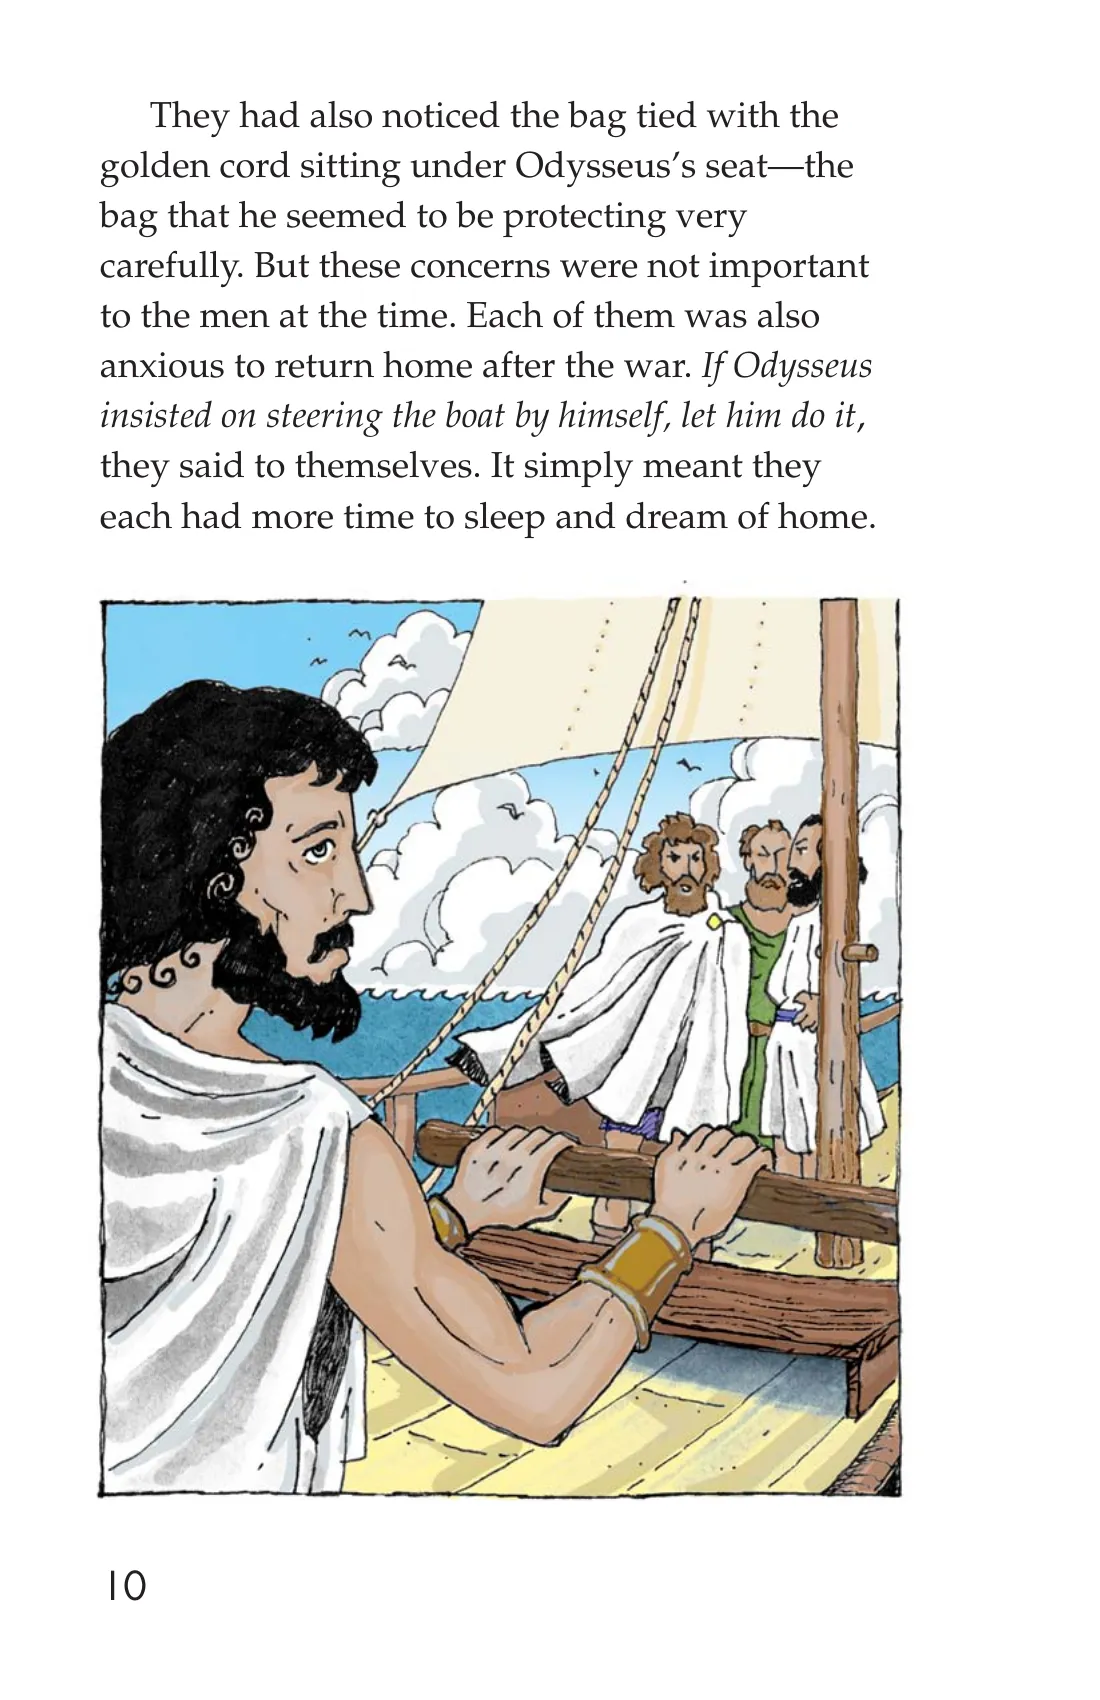 They had also noticed the bag tied with the
golden cord sitting under Odysseus’s seat—the
bag that he seemed to be protecting very
carefully. But these concerns were not important
to the men at the time. Each of them was also
anxious to return home after the war. If Odysseus
insisted on steering the boat by himself, let him do it,
they said to themselves. It simply meant they
each had more time to sleep and dream of home.
10